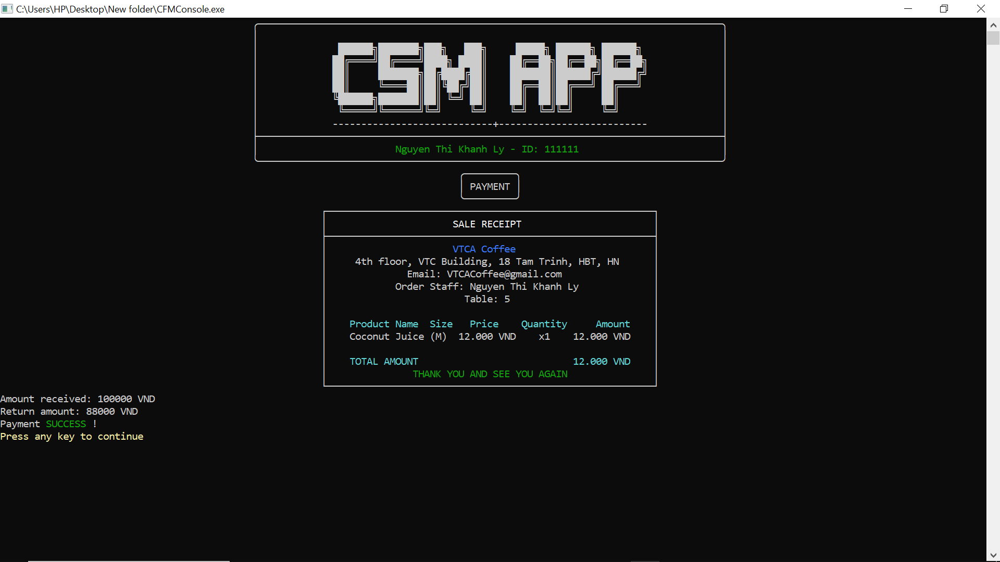 C:\Users\HP\Desktop\New folder\CFMConsole.exe
CSM APP
----------------------------+--------------------------
Nguyen Thi Khanh Ly - ID: 111111
PAYMENT
SALE RECEIPT
VTCA Coffee
4th floor, VTC Building, 18 Tam Trinh, HBT, HN
Email: VTCACoffee@gmail.com
Order Staff: Nguyen Thi Khanh Ly
Table: 5
Product Name Size Price Quantity Amount
Coconut Juice (M) 12.000 VND x1 12.000 VND
TOTAL AMOUNT 12.000 VND
THANK YOU AND SEE YOU AGAIN
Amount received: 100000 VND
Return amount: 88000 VND
Payment SUCCESS !
Press any key to continue